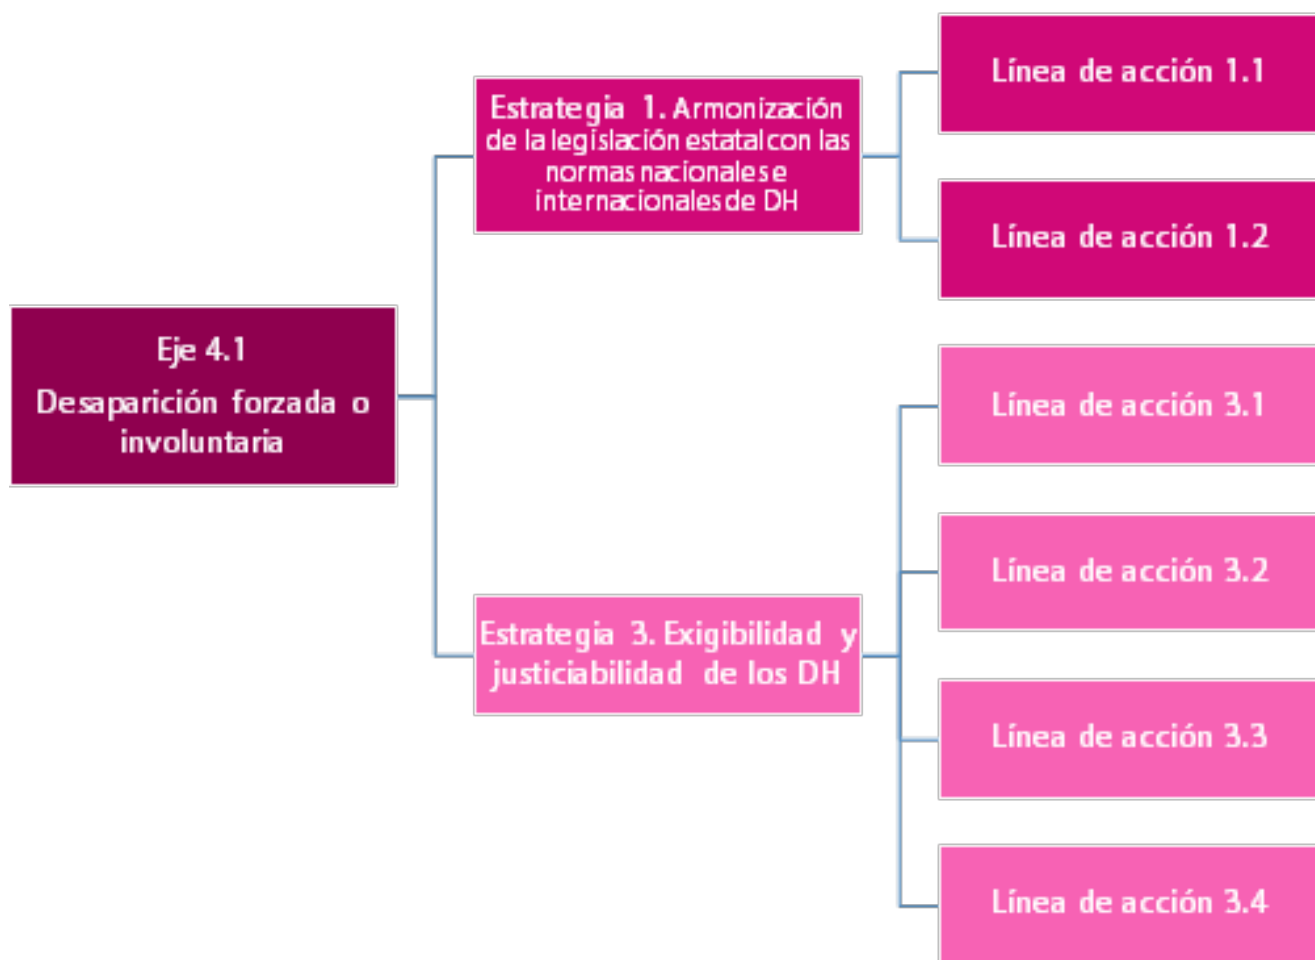 Eje 4.1
Desaparición forzada o
involuntaria
Estrategia 1. Armonización
de la legislación estatal con las
normas nacionales e
internacionales de DH
Línea de acción 1.1
Línea de acción 1.2
Estrategia 3. Exigibilidad y
justiciabilidad de los DH
Línea de acción 3.1
Línea de acción 3.2
Línea de acción 3.3
Línea de acción 3.4